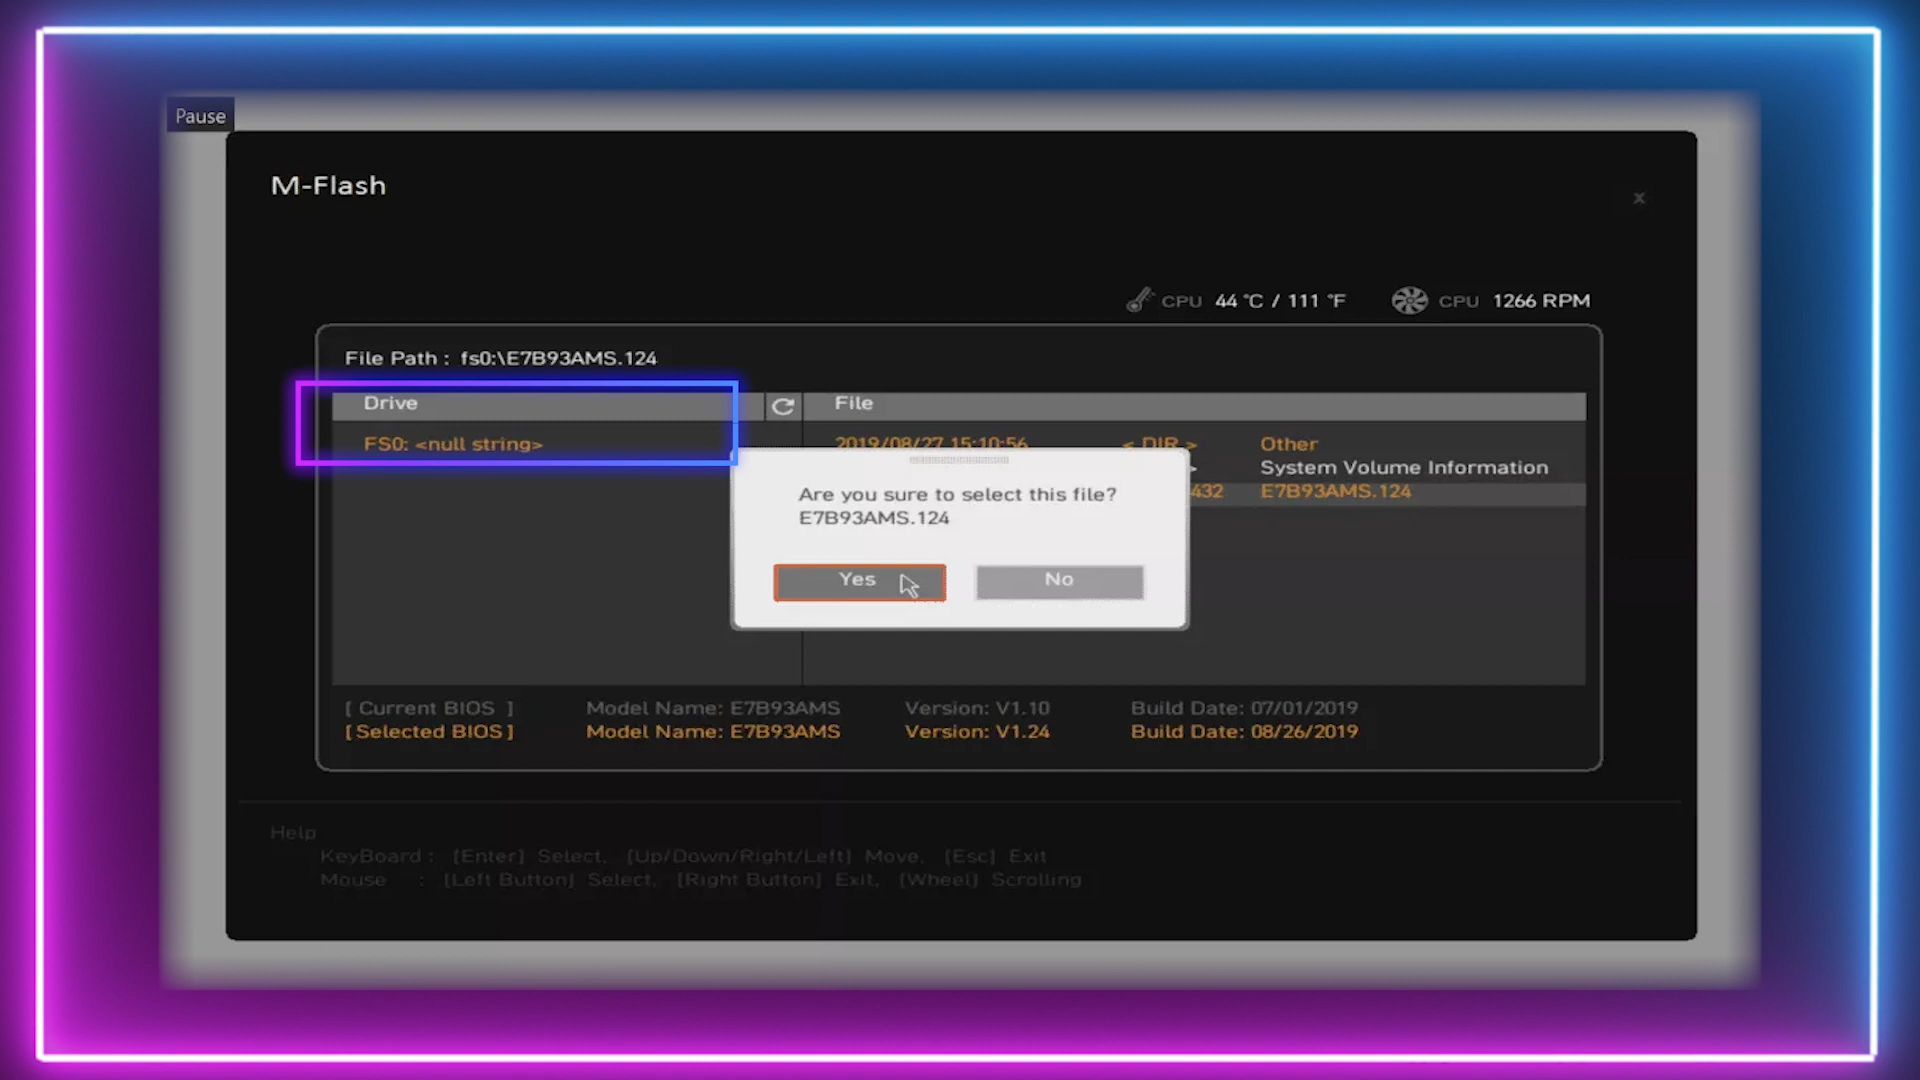 Pause
M-Flash
x
CPU 44 °C / 111 °F CPU 1266 RPM
File Path : fs0:\E7B93AMS.124
Drive File
FS0: <null string> 2019/08/27 15:10:56 < DIR > Other
> System Volume Information
432 E7B93AMS.124
Are you sure to select this file?
E7B93AMS.124
Yes No
[ Current BIOS ] Model Name: E7B93AMS Version: V1.10 Build Date: 07/01/2019
[ Selected BIOS ] Model Name: E7B93AMS Version: V1.24 Build Date: 08/26/2019
Help
KeyBoard : [Enter] Select, [Up/Down/Right/Left] Move, [Esc] Exit
Mouse : [Left Button] Select, [Right Button] Exit, [Wheel] Scrolling